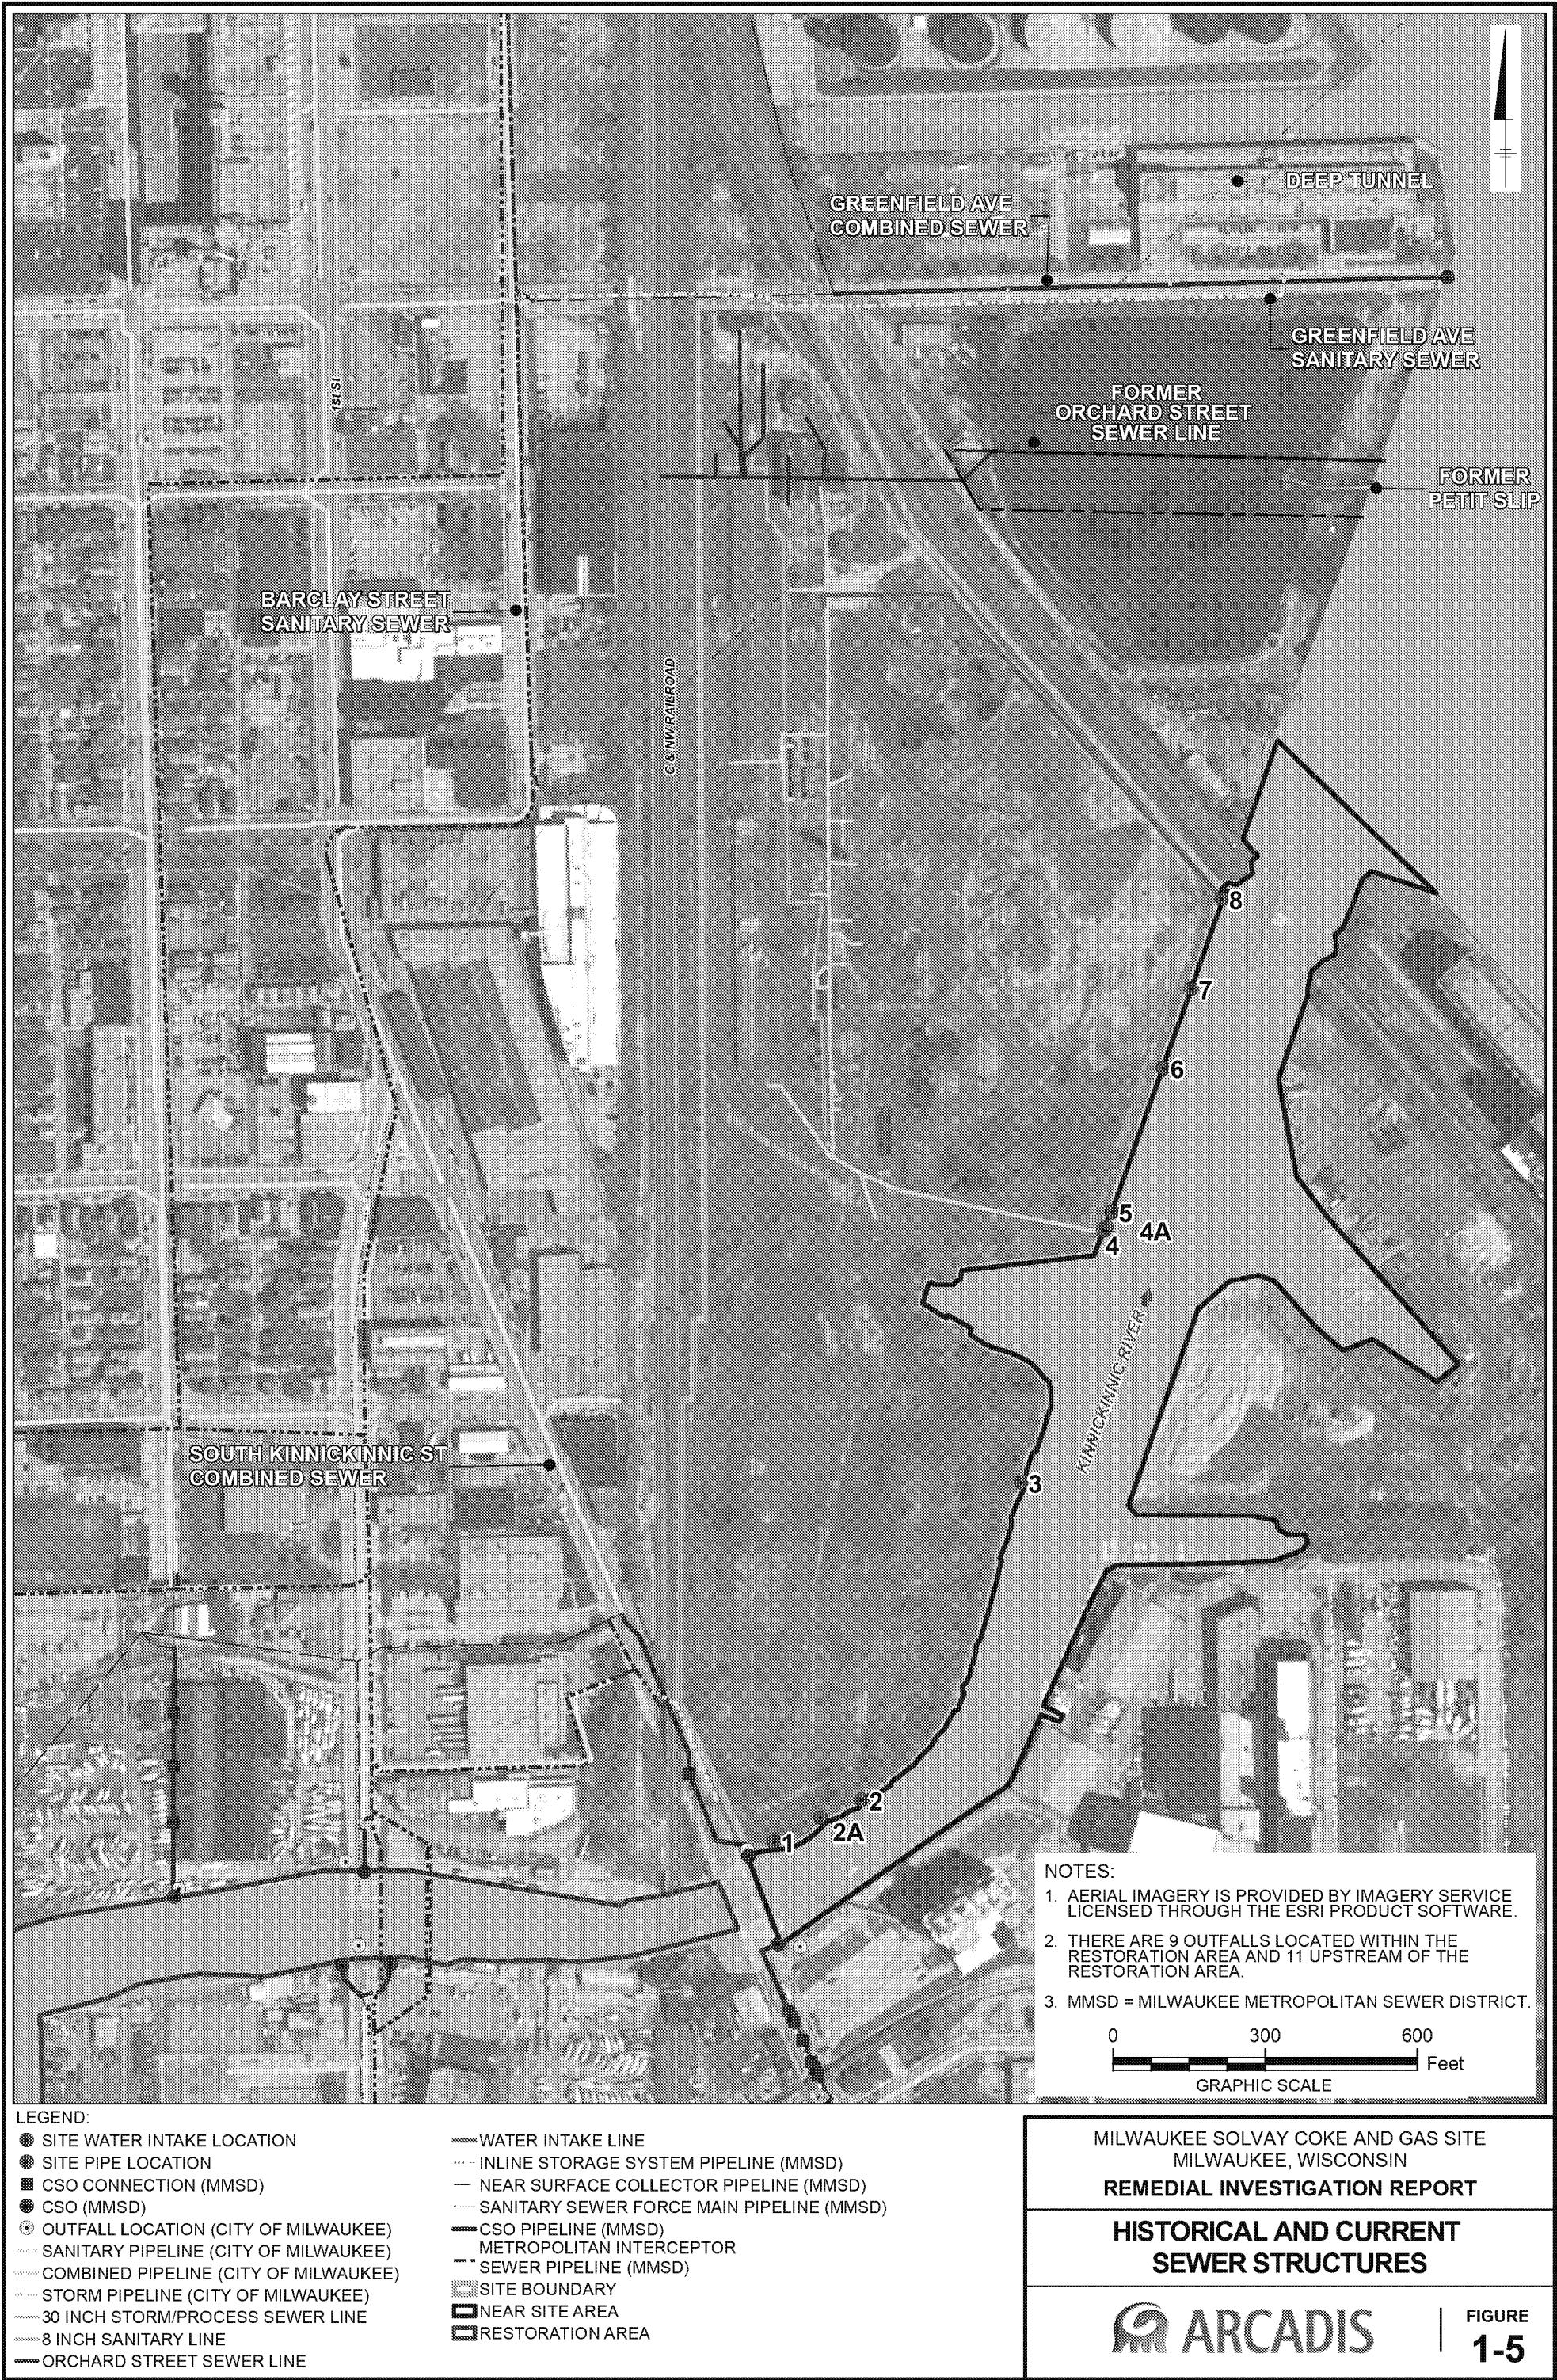 DEEP TUNNEL
GREENFIELD AVE
COMBINED SEWER
GREENFIELD AVE
SANITARY SEWER
1st St
FORMER
ORCHARD STREET
SEWER LINE
FORMER
PETIT SLIP
BARCLAY STREET
SANITARY SEWER
C & NW RAILROAD
8
7
6
5
4A
4
KINNICKINNIC RIVER
SOUTH KINNICKINNIC ST
COMBINED SEWER
3
2
2A
1
NOTES:
1. AERIAL IMAGERY IS PROVIDED BY IMAGERY SERVICE
LICENSED THROUGH THE ESRI PRODUCT SOFTWARE.
2. THERE ARE 9 OUTFALLS LOCATED WITHIN THE
RESTORATION AREA AND 11 UPSTREAM OF THE
RESTORATION AREA.
3. MMSD = MILWAUKEE METROPOLITAN SEWER DISTRICT.
0 300 600
Feet
GRAPHIC SCALE
LEGEND:
SITE WATER INTAKE LOCATION
SITE PIPE LOCATION
CSO CONNECTION (MMSD)
CSO (MMSD)
OUTFALL LOCATION (CITY OF MILWAUKEE)
SANITARY PIPELINE (CITY OF MILWAUKEE)
COMBINED PIPELINE (CITY OF MILWAUKEE)
STORM PIPELINE (CITY OF MILWAUKEE)
30 INCH STORM/PROCESS SEWER LINE
8 INCH SANITARY LINE
ORCHARD STREET SEWER LINE
WATER INTAKE LINE
INLINE STORAGE SYSTEM PIPELINE (MMSD)
NEAR SURFACE COLLECTOR PIPELINE (MMSD)
SANITARY SEWER FORCE MAIN PIPELINE (MMSD)
CSO PIPELINE (MMSD)
METROPOLITAN INTERCEPTOR
SEWER PIPELINE (MMSD)
SITE BOUNDARY
NEAR SITE AREA
RESTORATION AREA
MILWAUKEE SOLVAY COKE AND GAS SITE
MILWAUKEE, WISCONSIN
REMEDIAL INVESTIGATION REPORT
HISTORICAL AND CURRENT
SEWER STRUCTURES
ARCADIS
FIGURE
1-5